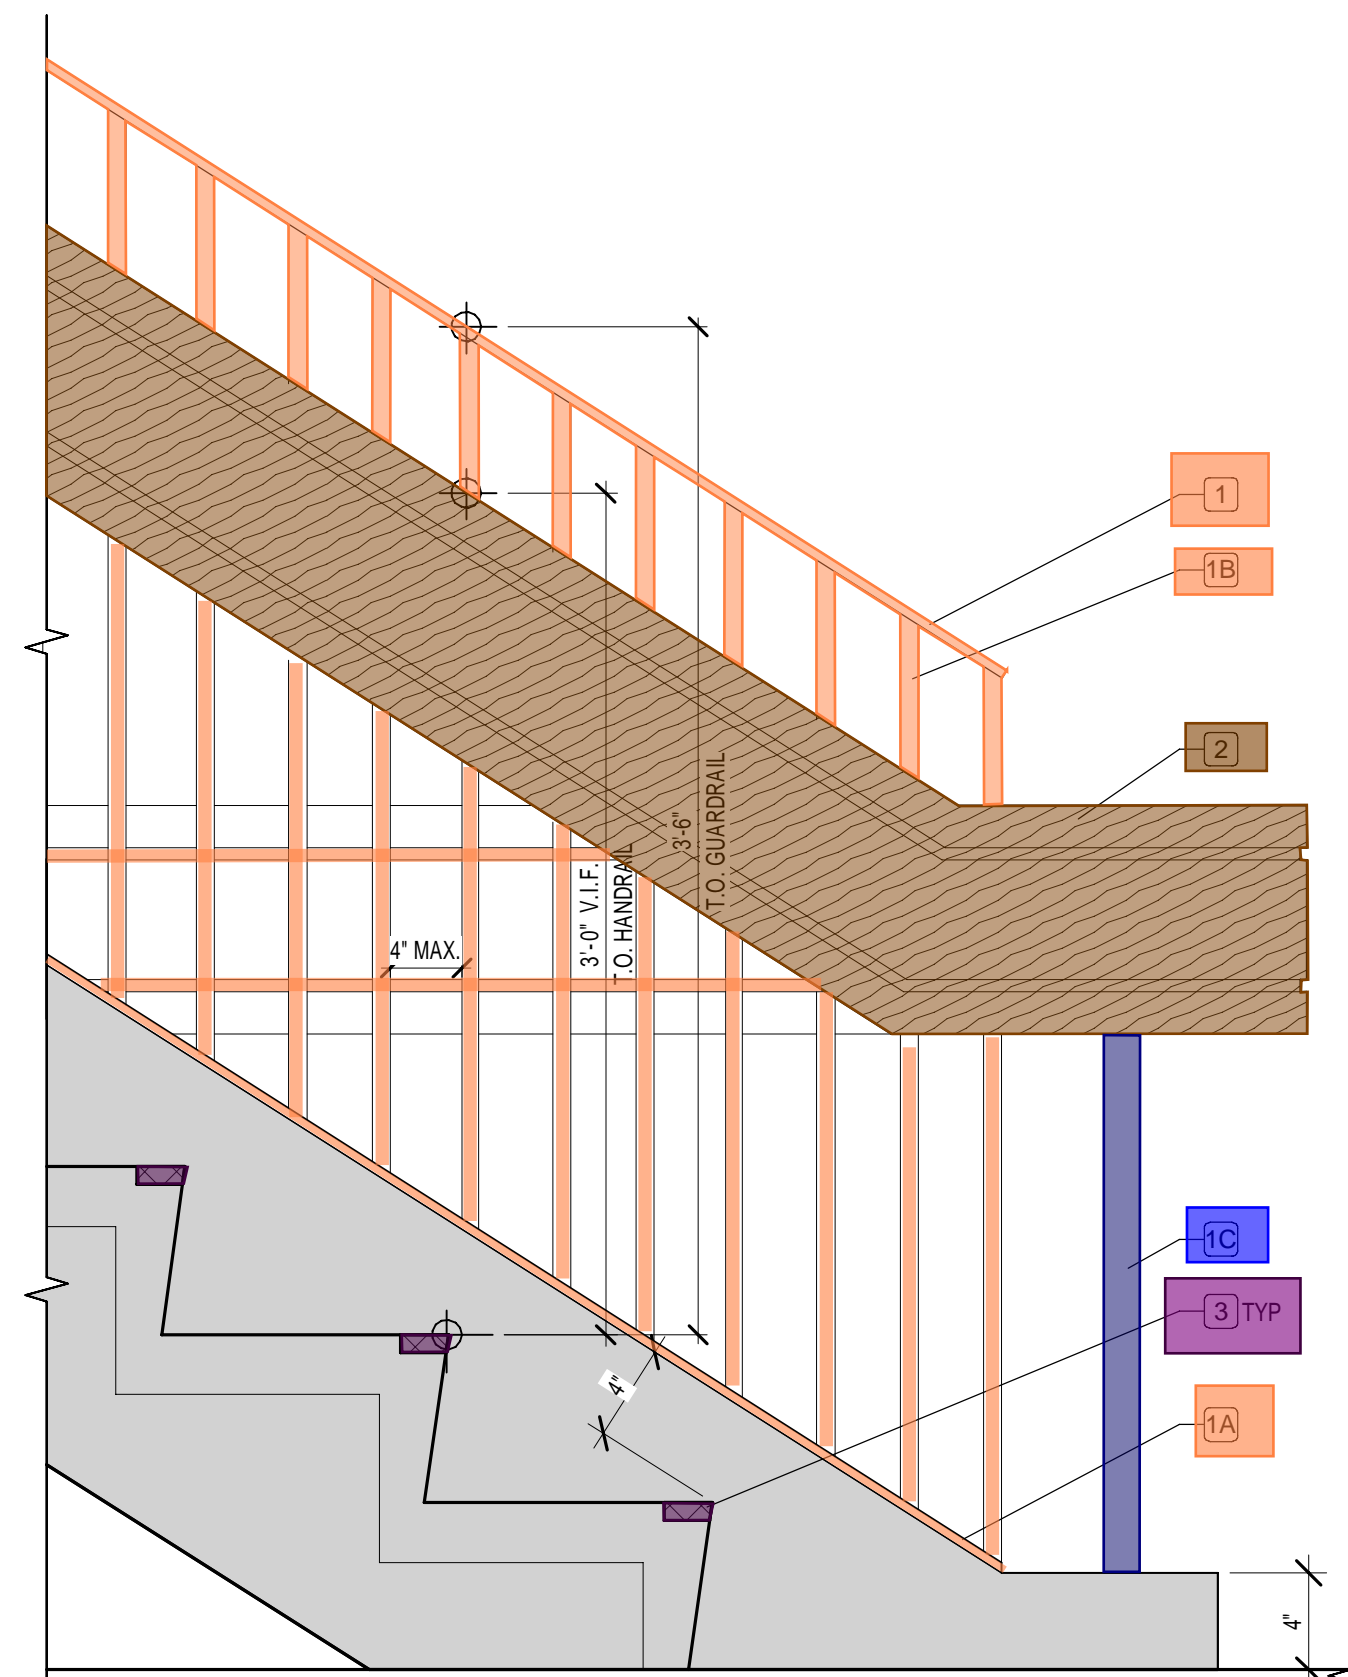 1
1B
2
3'-6"
T.O. GUARDRAIL
3'-0" V.I.F.
T.O. HANDRAIL
4" MAX.
1C
3 TYP
4"
1A
4"